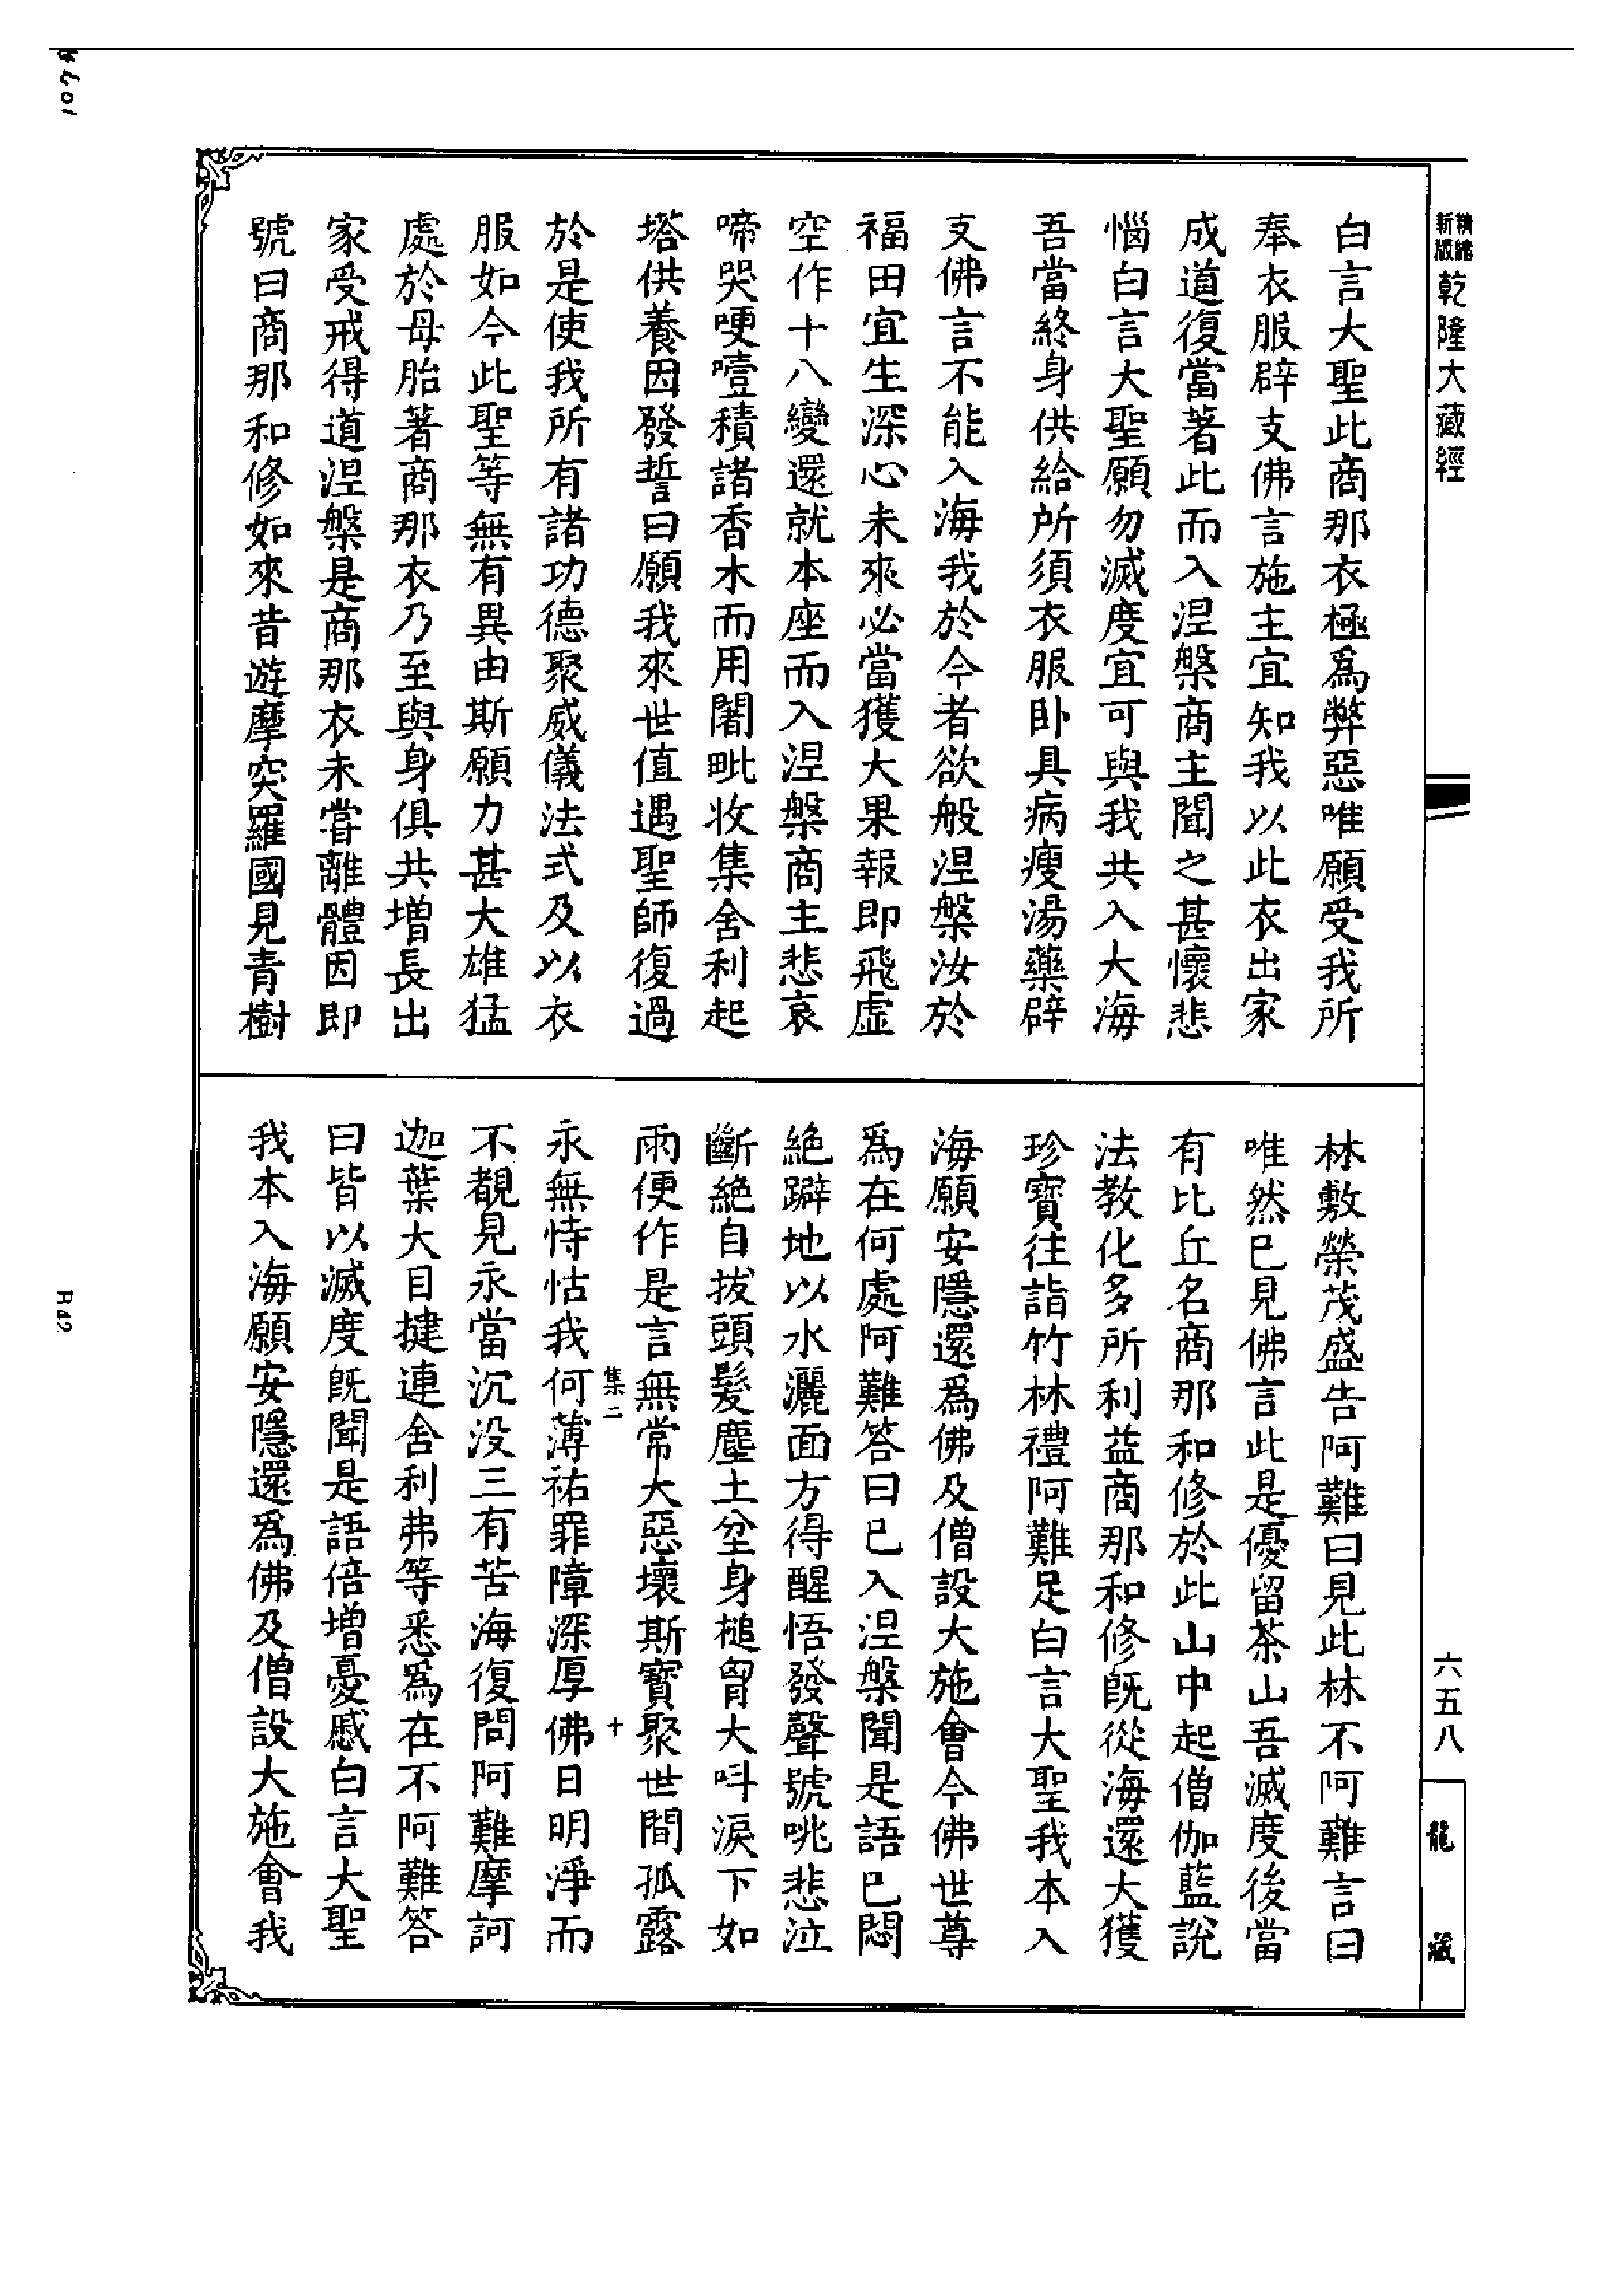 精縮
新版
乾隆大藏經
白言大聖此商那衣極爲弊惡唯願受我所
奉衣服辟支佛言施主宜知我以此衣出家
成道復當著此而入涅槃商主聞之甚懷悲
惱白言大聖願勿滅度宜可與我共入大海
吾當終身供給所須衣服卧具病瘦湯藥辟
支佛言不能入海我於今者欲般涅槃汝於
福田宜生深心未來必當獲大果報即飛虛
空作十八變還就本座而入涅槃商主悲哀
啼哭哽噎積諸香木而用闍毗收集舍利起
塔供養因發誓曰願我來世值遇聖師復過
於是使我所有諸功德聚威儀法式及以衣
服如今此聖等無有異由斯願力甚大雄猛
處於母胎著商那衣乃至與身俱共增長出
家受戒得道涅槃是商那衣未嘗離體因即
號曰商那和修如來昔遊摩突羅國見青樹
林敷榮茂盛告阿難曰見此林不阿難言曰
唯然已見佛言此是優留茶山吾滅度後當
有比丘名商那和修於此山中起僧伽藍說
法教化多所利益商那和修旣從海還大獲
珍寶往詣竹林禮阿難足白言大聖我本入
海願安隱還爲佛及僧設大施會今佛世尊
爲在何處阿難答曰已入涅槃聞是語已悶
絕躃地以水灑面方得醒悟發聲號咷悲泣
斷絕自拔頭髮塵土坌身槌胷大呌淚下如
雨便作是言無常大惡壞斯寶聚世間孤露
集二
十
永無恃怙我何薄祐罪障深厚佛日明淨而
不覩見永當沉没三有苦海復問阿難摩訶
迦葉大目揵連舍利弗等悉爲在不阿難答
曰皆以滅度旣聞是語倍增憂慼白言大聖
我本入海願安隱還爲佛及僧設大施會我
六五八
龍藏
R42